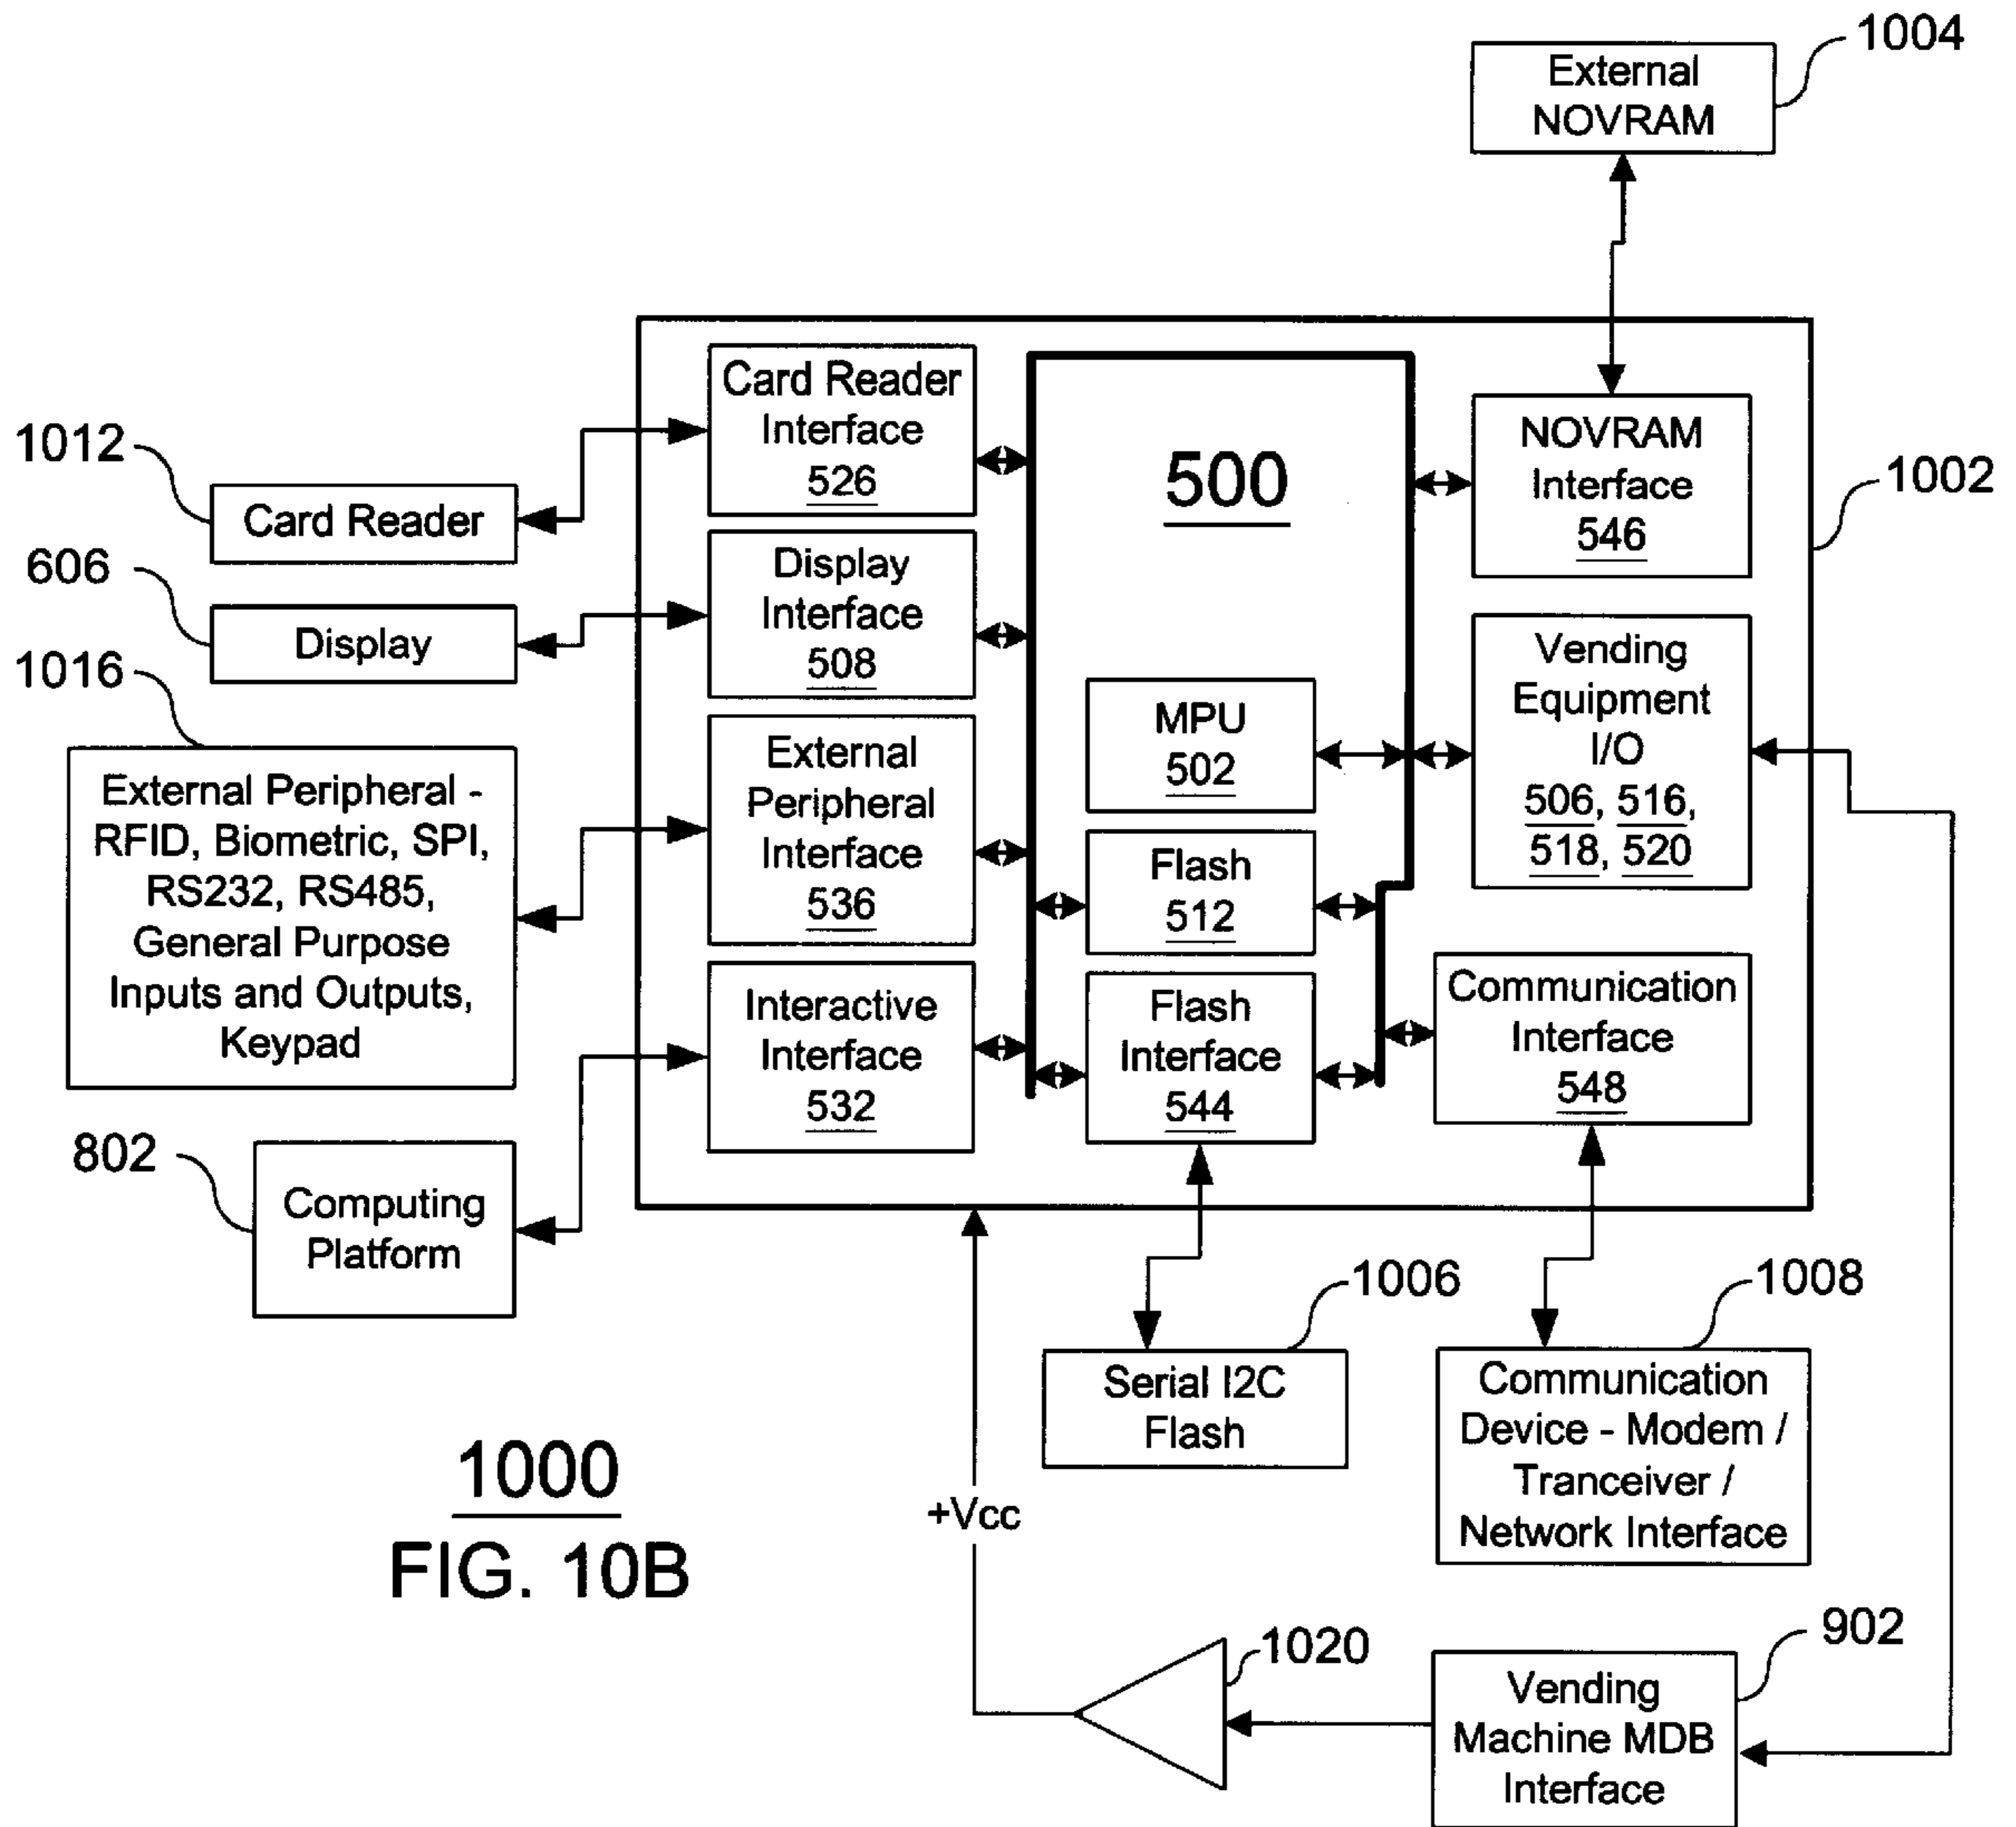 1004
External
NOVRAM
Card Reader
Interface
526
500
NOVRAM
Interface
546
1002
1012
Card Reader
606
Display
Display
Interface
508
1016
External Peripheral -
RFID, Biometric, SPI,
RS232, RS485,
General Purpose
Inputs and Outputs,
Keypad
External
Peripheral
Interface
536
MPU
502
Vending
Equipment
I/O
506, 516,
518, 520
Flash
512
Interactive
Interface
532
Flash
Interface
544
Communication
Interface
548
802
Computing
Platform
1006
Serial I2C
Flash
1008
Communication
Device - Modem /
Tranceiver /
Network Interface
1000
FIG. 10B
+Vcc
1020
902
Vending
Machine MDB
Interface